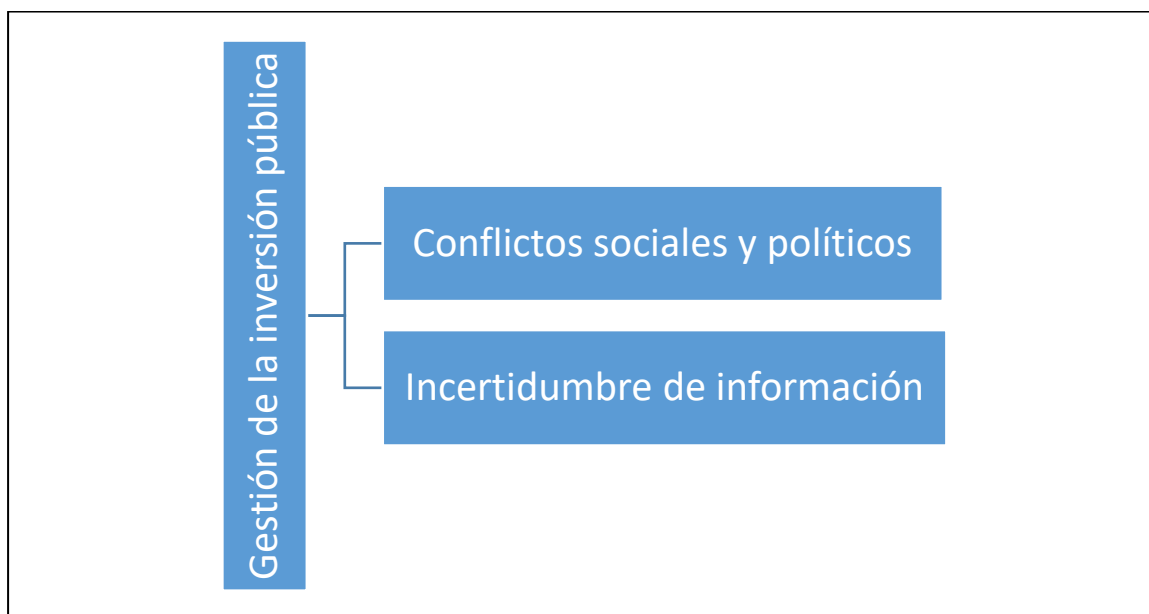 Gestión de la inversión pública
Conflictos sociales y políticos
Incertidumbre de información